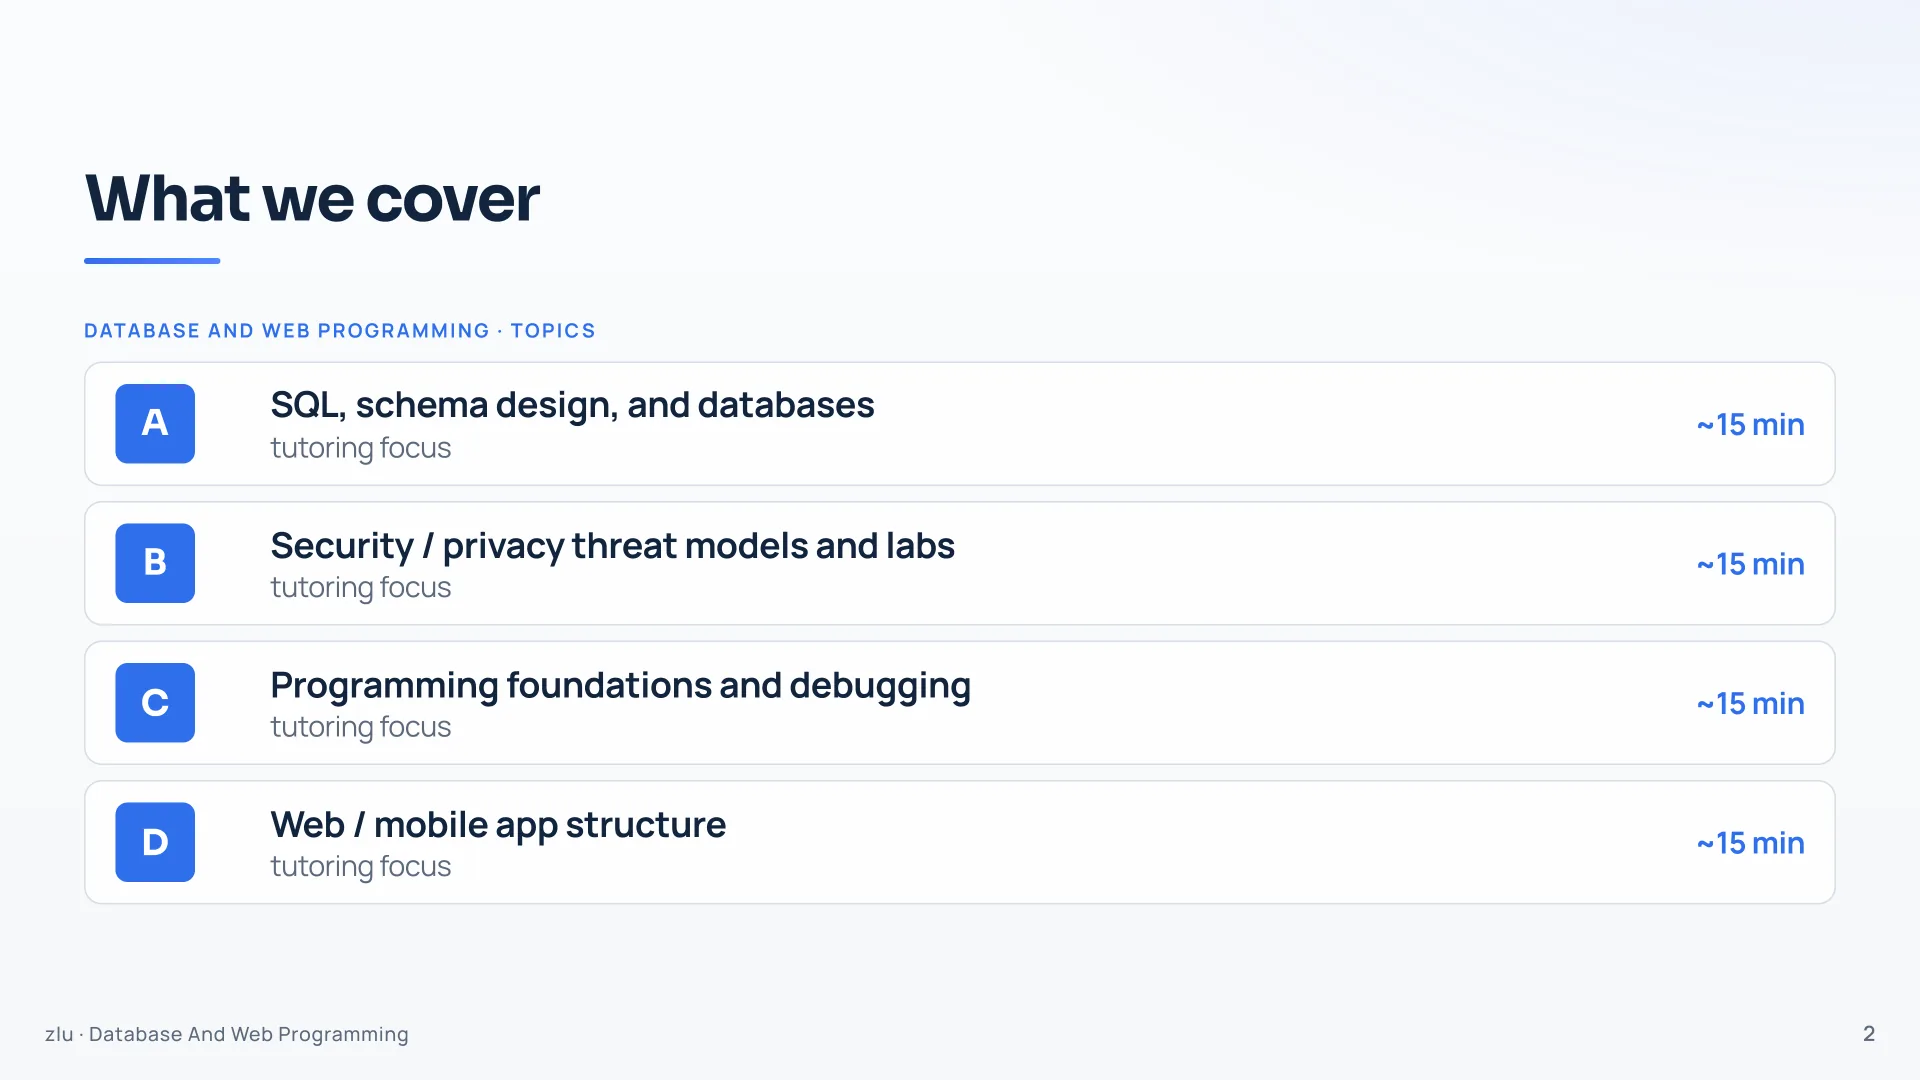 What we cover
DATABASE AND WEB PROGRAMMING · TOPICS
A
SQL, schema design, and databases
tutoring focus
~15 min
B
Security / privacy threat models and labs
tutoring focus
~15 min
C
Programming foundations and debugging
tutoring focus
~15 min
D
Web / mobile app structure
tutoring focus
~15 min
zlu · Database And Web Programming
2